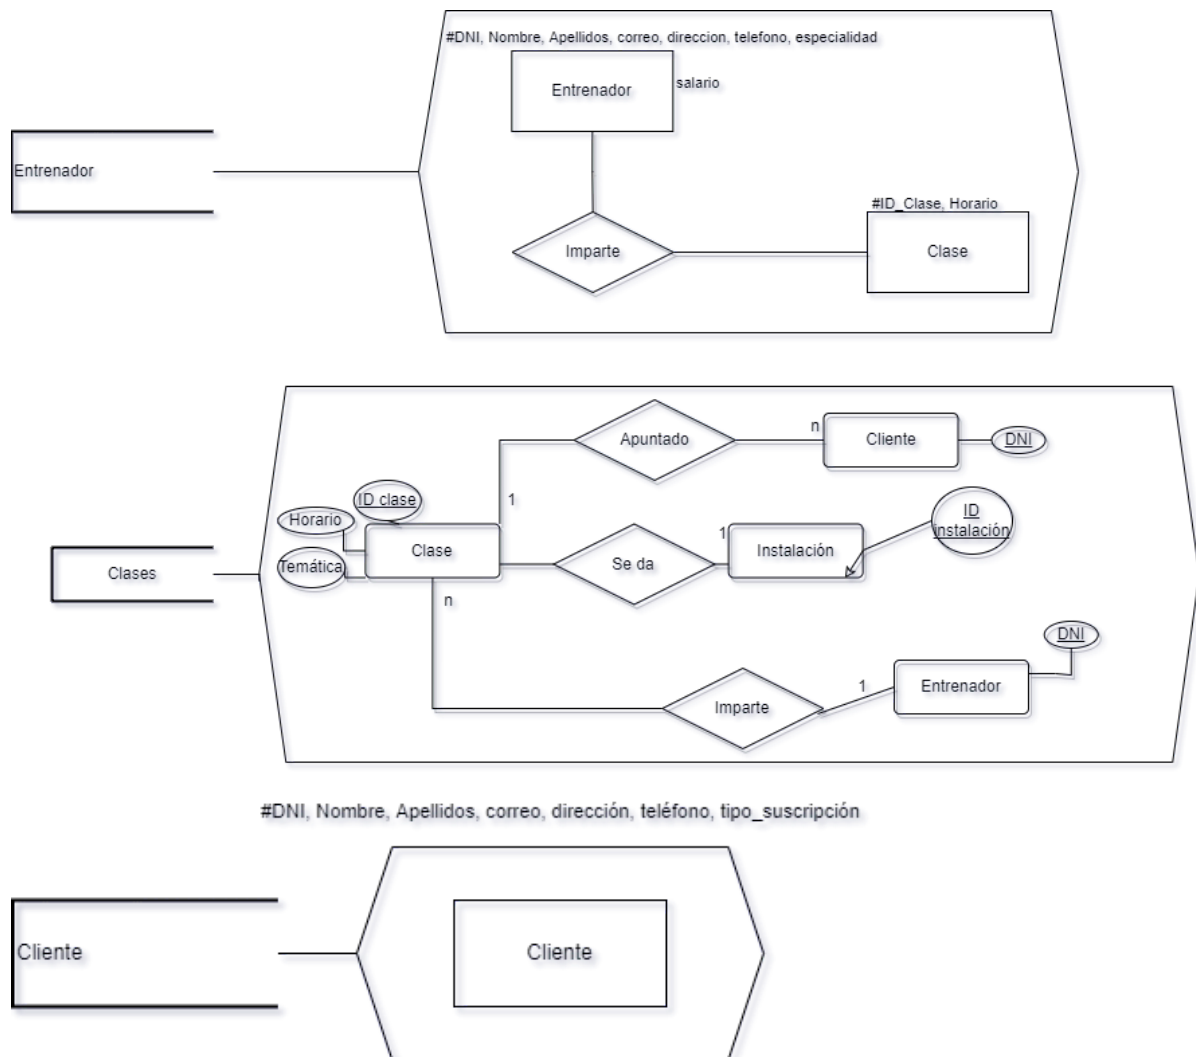 #DNI, Nombre, Apellidos, correo, direccion, telefono, especialidad
Entrenador
salario
Entrenador
Imparte
#ID_Clase, Horario
Clase
Apuntado
n
Cliente
DNI
1
ID clase
Horario
Clase
Temática
Se da
1
Instalación
ID
instalación
Clases
n
DNI
Imparte
1
Entrenador
#DNI, Nombre, Apellidos, correo, dirección, teléfono, tipo_suscripción
Cliente
Cliente